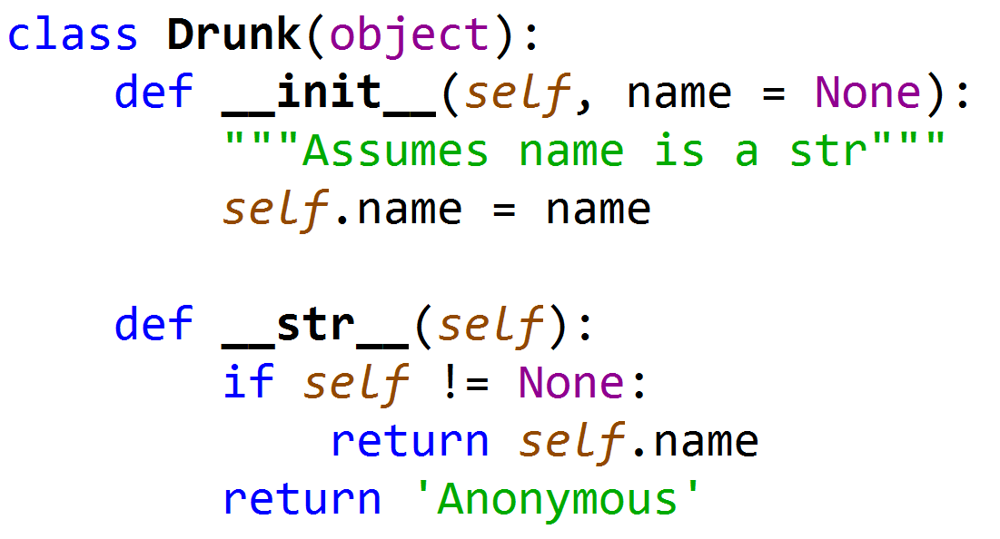 class Drunk(object):
    def __init__(self, name = None):
        """Assumes name is a str"""
        self.name = name

    def __str__(self):
        if self != None:
            return self.name
        return 'Anonymous'